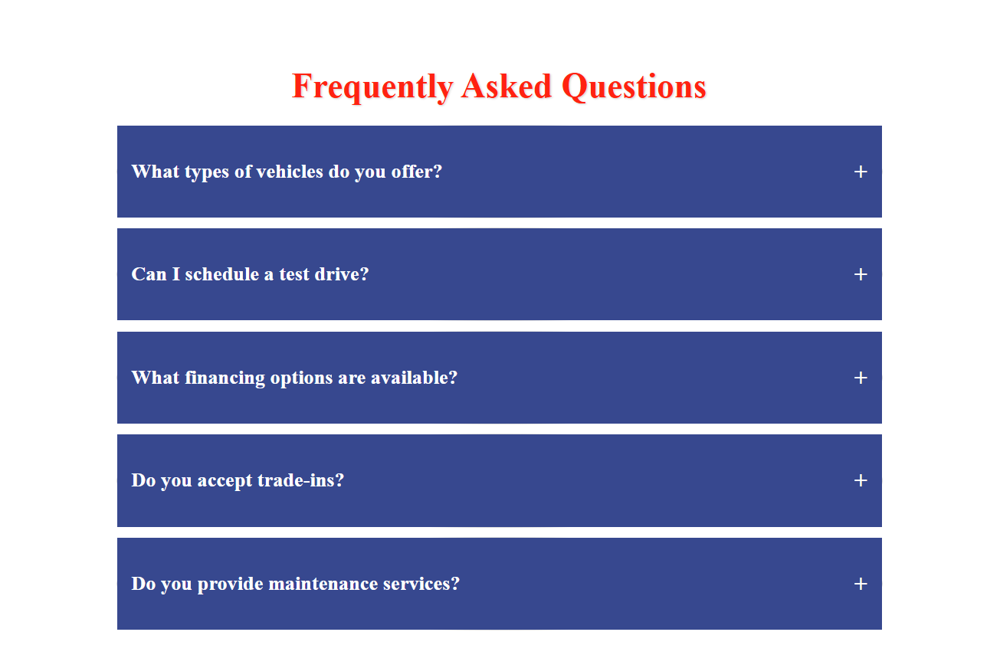 Frequently Asked Questions
What types of vehicles do you offer? +
Can I schedule a test drive? +
What financing options are available? +
Do you accept trade-ins? +
Do you provide maintenance services? +